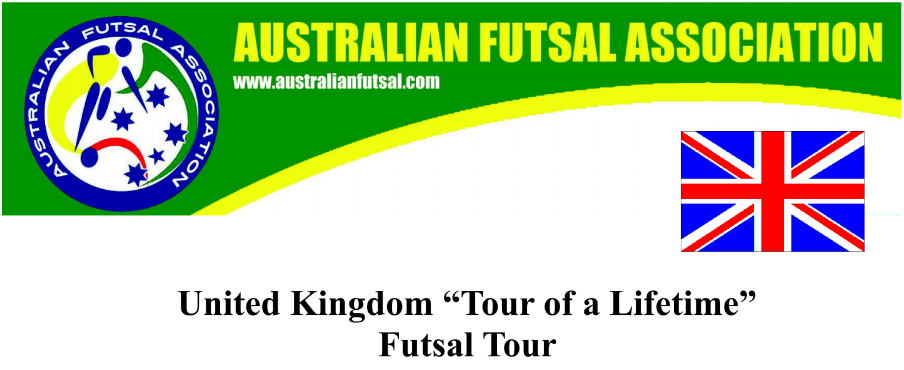 AUSTRALIAN FUTSAL ASSOCIATION
www.australianfutsal.com
AUSTRALIAN FUTSAL ASSOCIATION
United Kingdom “Tour of a Lifetime”
Futsal Tour